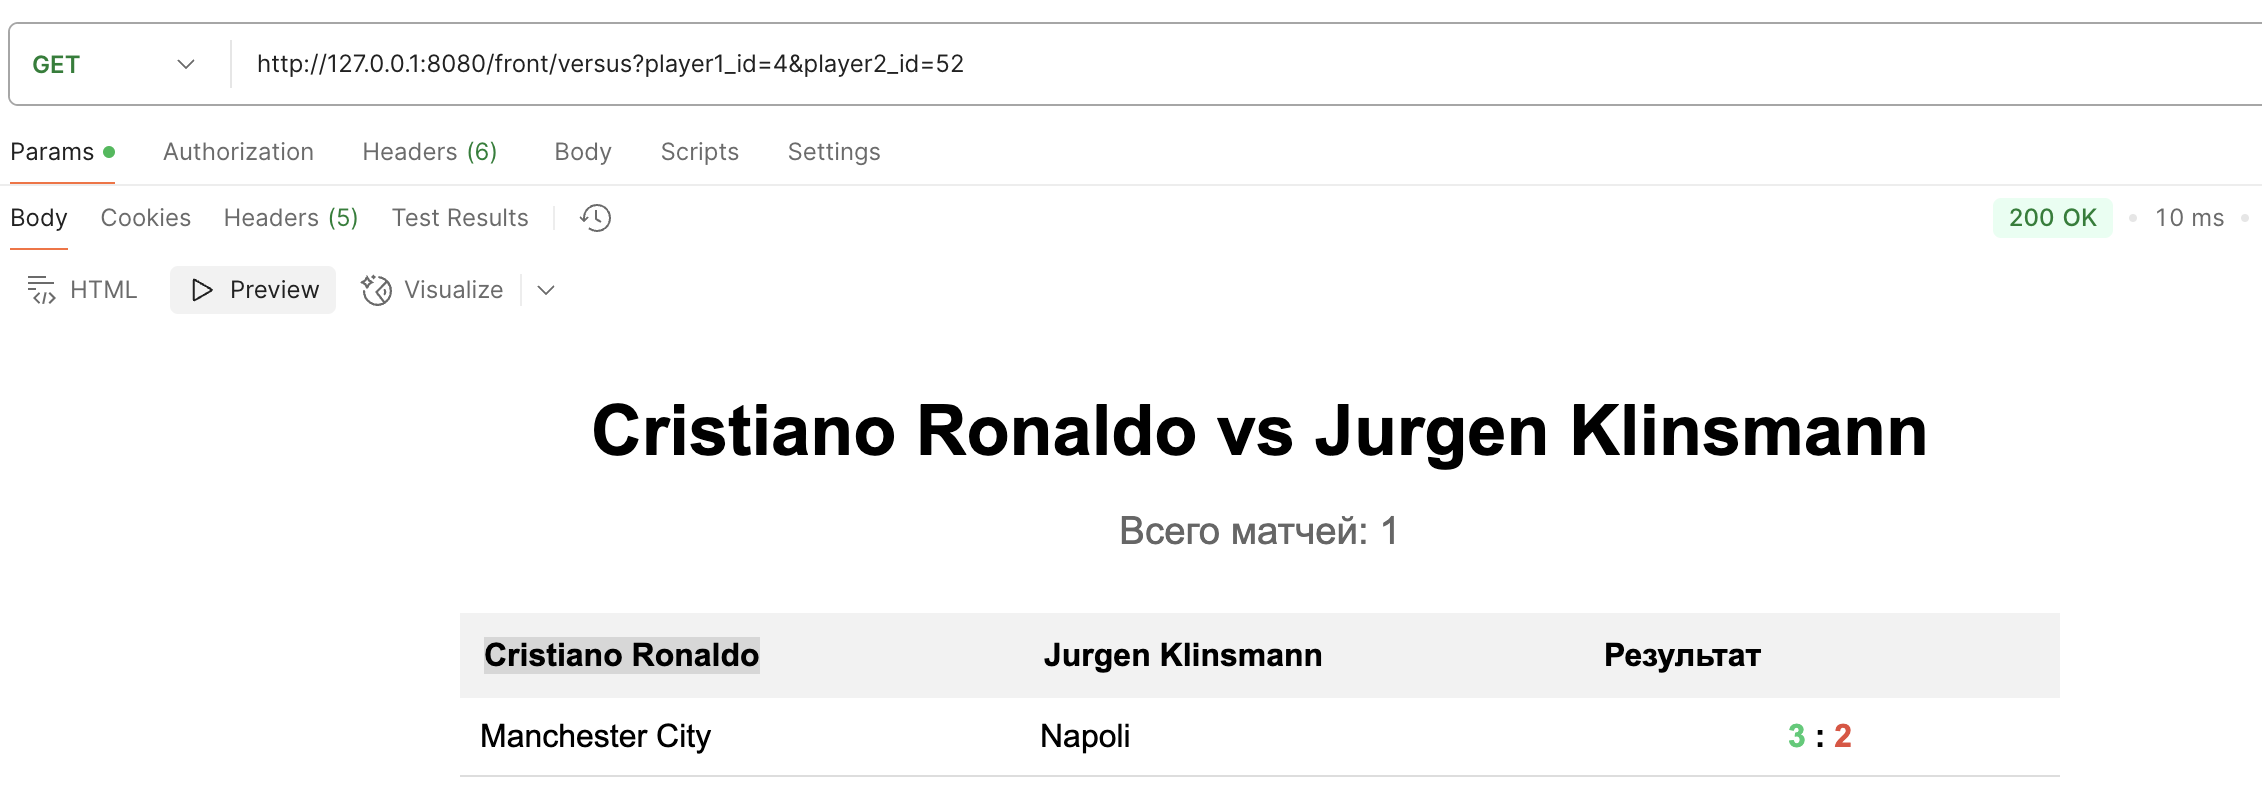 GET http://127.0.0.1:8080/front/versus?player1_id=4&player2_id=52
Params Authorization Headers (6) Body Scripts Settings
Body Cookies Headers (5) Test Results 200 OK • 10 ms •
HTML Preview Visualize
Cristiano Ronaldo vs Jurgen Klinsmann
Всего матчей: 1
Cristiano Ronaldo Jurgen Klinsmann Результат
Manchester City Napoli 3 : 2